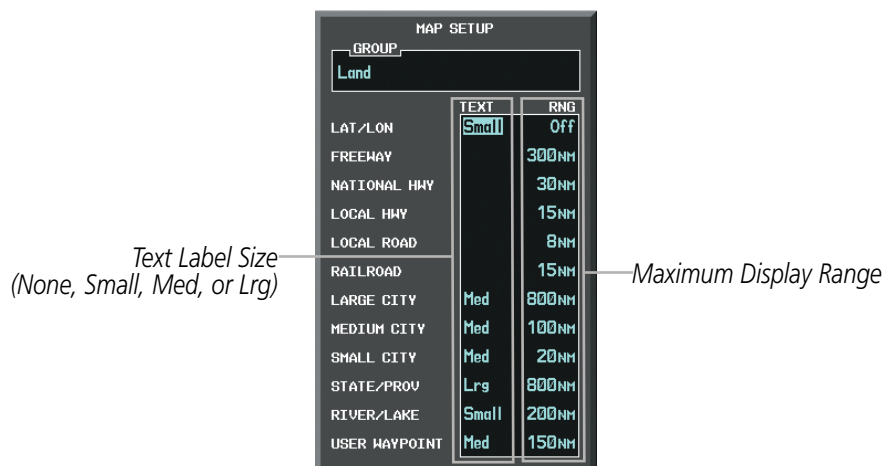 MAP SETUP
GROUP
Land
TEXT RNG
LAT/LON Small Off
FREEWAY 300NM
NATIONAL HWY 30NM
LOCAL HWY 15NM
LOCAL ROAD 8NM
RAILROAD 15NM
LARGE CITY Med 800NM
MEDIUM CITY Med 100NM
SMALL CITY Med 20NM
STATE/PROV Lrg 800NM
RIVER/LAKE Small 200NM
USER WAYPOINT Med 150NM
Text Label Size
(None, Small, Med, or Lrg)
Maximum Display Range